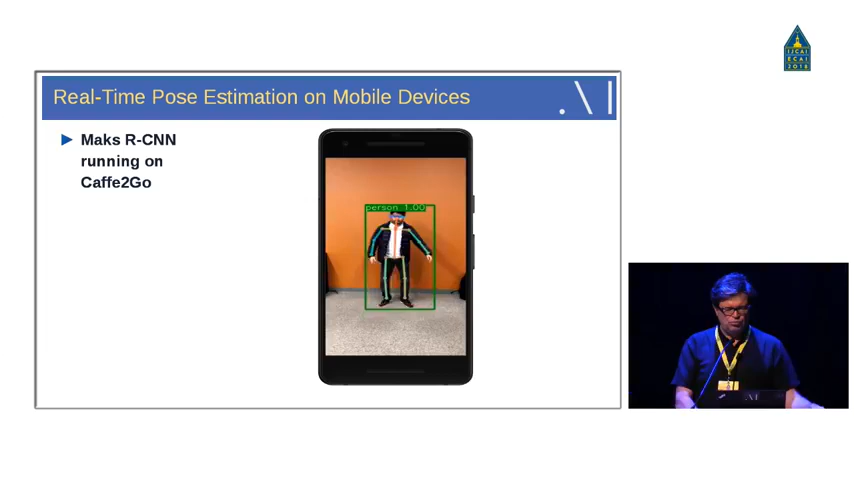 IJCAI
ECAI
2018
Real-Time Pose Estimation on Mobile Devices
Maks R-CNN
running on
Caffe2Go
person 1.00